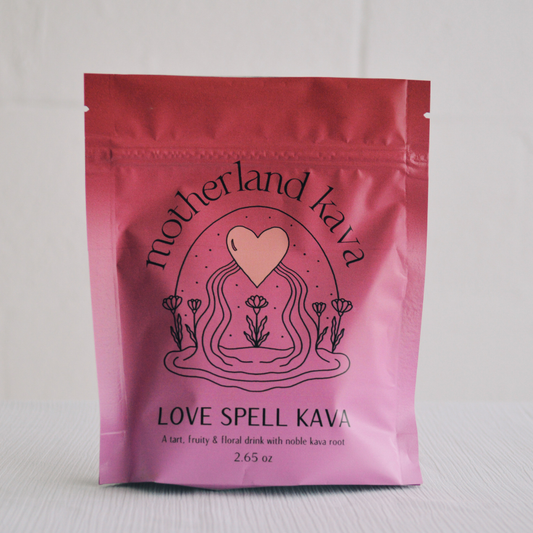 motherland kava
LOVE SPELL KAVA
A tart, fruity & floral drink with noble kava root
2.65 oz